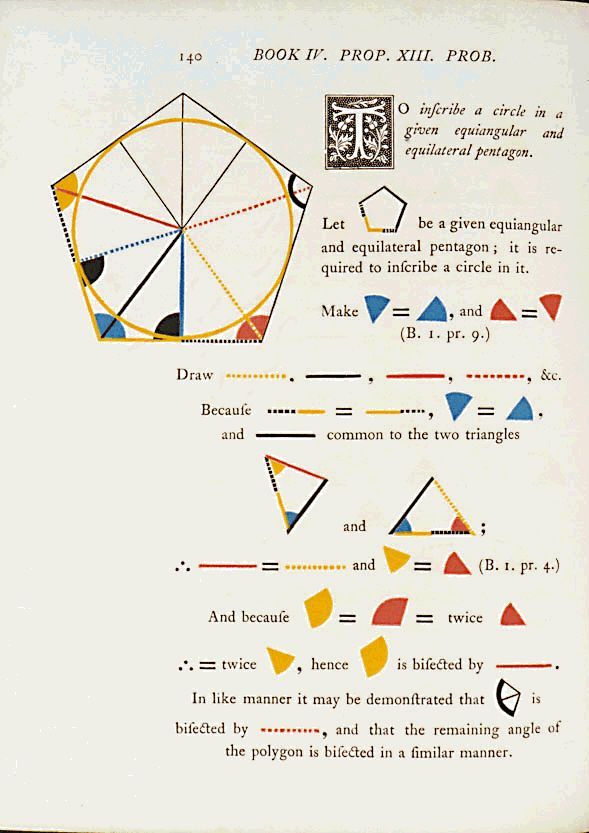 140 BOOK IV. PROP. XIII. PROB.
TO inſcribe a circle in a
given equiangular and
equilateral pentagon.
Let be a given equiangular
and equilateral pentagon; it is re-
quired to inſcribe a circle in it.
Make = , and =
(B. 1. pr. 9.)
Draw , , , , &c.
Becauſe = , = ,
and common to the two triangles
and ;
∴ = and = (B. 1. pr. 4.)
And becauſe = = twice
∴ = twice , hence is biſected by .
In like manner it may be demonſtrated that is
biſected by , and that the remaining angle of
the polygon is biſected in a ſimilar manner.